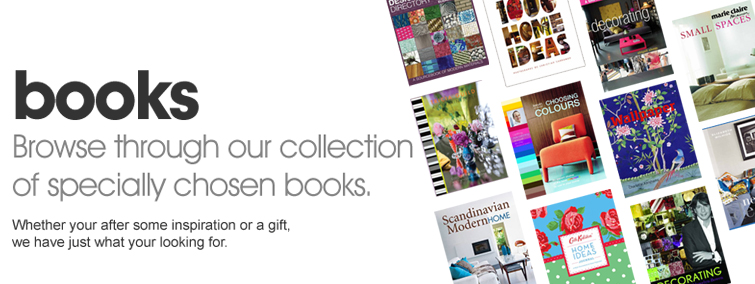 books
Browse through our collection
of specially chosen books.
Whether your after some inspiration or a gift,
we have just what your looking for.
DIRECTORY
HOME
IDEAS
decorating
marie claire
SMALL SPACES
CHOOSING
COLOURS
Wallpaper
Scandinavian
Modern HOME
Cath Kidston
HOME
IDEAS
DECORATING